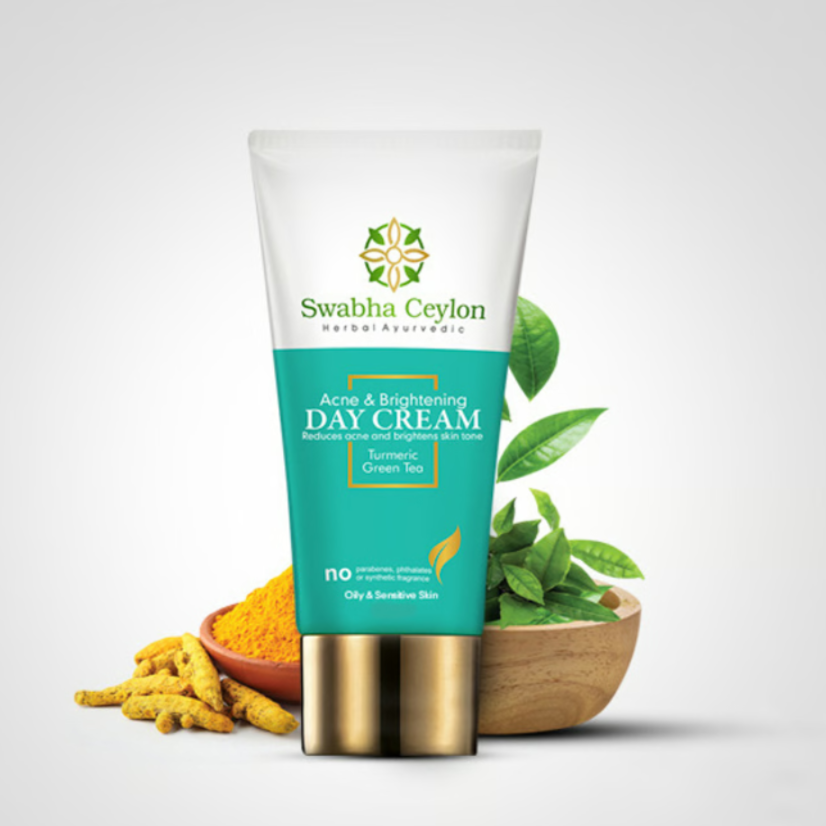 Swabha Ceylon
Herbal Ayurvedic
Acne & Brightening
DAY CREAM
Reduces acne and brightens skin tone
Turmeric
Green Tea
no
parabenes, phthalates
or synthetic fragrance
Oily & Sensitive Skin